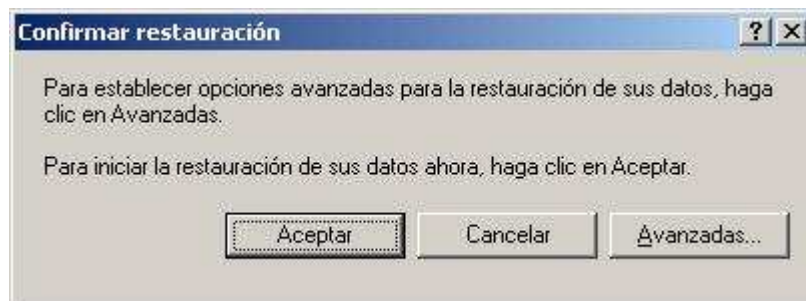 Confirmar restauración
Para establecer opciones avanzadas para la restauración de sus datos, haga
clic en Avanzadas.
Para iniciar la restauración de sus datos ahora, haga clic en Aceptar.
Aceptar Cancelar Avanzadas...